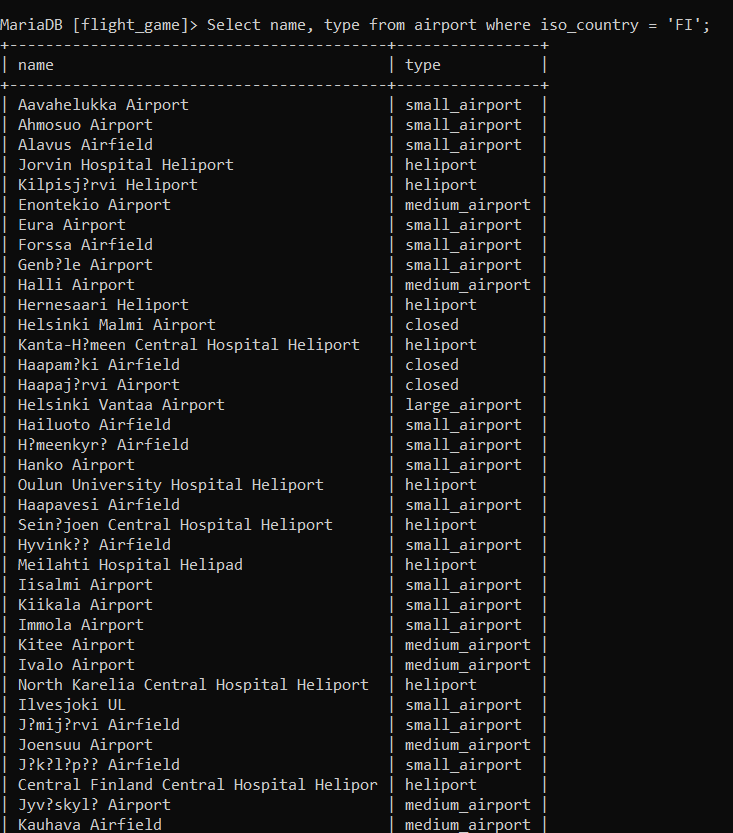 MariaDB [flight_game]> Select name, type from airport where iso_country = 'FI';
+------------------------------------------+----------------+
| name | type |
+------------------------------------------+----------------+
| Aavahelukka Airport | small_airport |
| Ahmosuo Airport | small_airport |
| Alavus Airfield | small_airport |
| Jorvin Hospital Heliport | heliport |
| Kilpisj?rvi Heliport | heliport |
| Enontekio Airport | medium_airport |
| Eura Airport | small_airport |
| Forssa Airfield | small_airport |
| Genb?le Airport | small_airport |
| Halli Airport | medium_airport |
| Hernesaari Heliport | heliport |
| Helsinki Malmi Airport | closed |
| Kanta-H?meen Central Hospital Heliport | heliport |
| Haapam?ki Airfield | closed |
| Haapaj?rvi Airport | closed |
| Helsinki Vantaa Airport | large_airport |
| Hailuoto Airfield | small_airport |
| H?meenkyr? Airfield | small_airport |
| Hanko Airport | small_airport |
| Oulun University Hospital Heliport | heliport |
| Haapavesi Airfield | small_airport |
| Sein?joen Central Hospital Heliport | heliport |
| Hyvink?? Airfield | small_airport |
| Meilahti Hospital Helipad | heliport |
| Iisalmi Airport | small_airport |
| Kiikala Airport | small_airport |
| Immola Airport | small_airport |
| Kitee Airport | medium_airport |
| Ivalo Airport | medium_airport |
| North Karelia Central Hospital Heliport | heliport |
| Ilvesjoki UL | small_airport |
| J?mij?rvi Airfield | small_airport |
| Joensuu Airport | medium_airport |
| J?k?l?p?? Airfield | small_airport |
| Central Finland Central Hospital Helipor | heliport |
| Jyv?skyl? Airport | medium_airport |
| Kauhava Airfield | medium_airport |